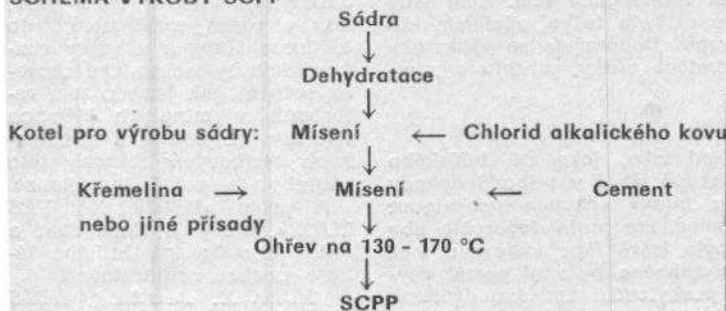 SCHÉMA VÝROBY SCPP
Sádra
↓
Dehydratace
↓
Kotel pro výrobu sádry: Mísení ← Chlorid alkalického kovu
↓
Křemelina → Mísení ← Cement
nebo jiné přísady
↓
Ohřev na 130 – 170 °C
↓
SCPP